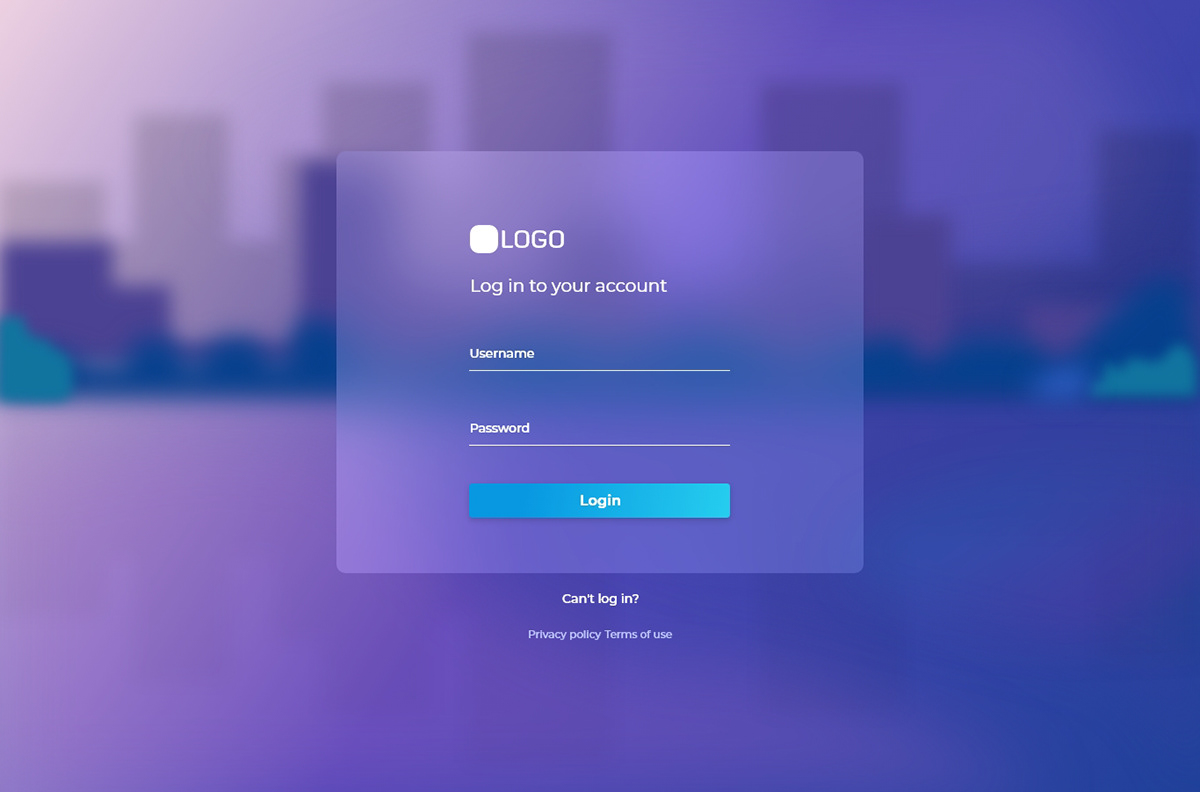 LOGO
Log in to your account
Username
Password
Login
Can't log in?
Privacy policy Terms of use